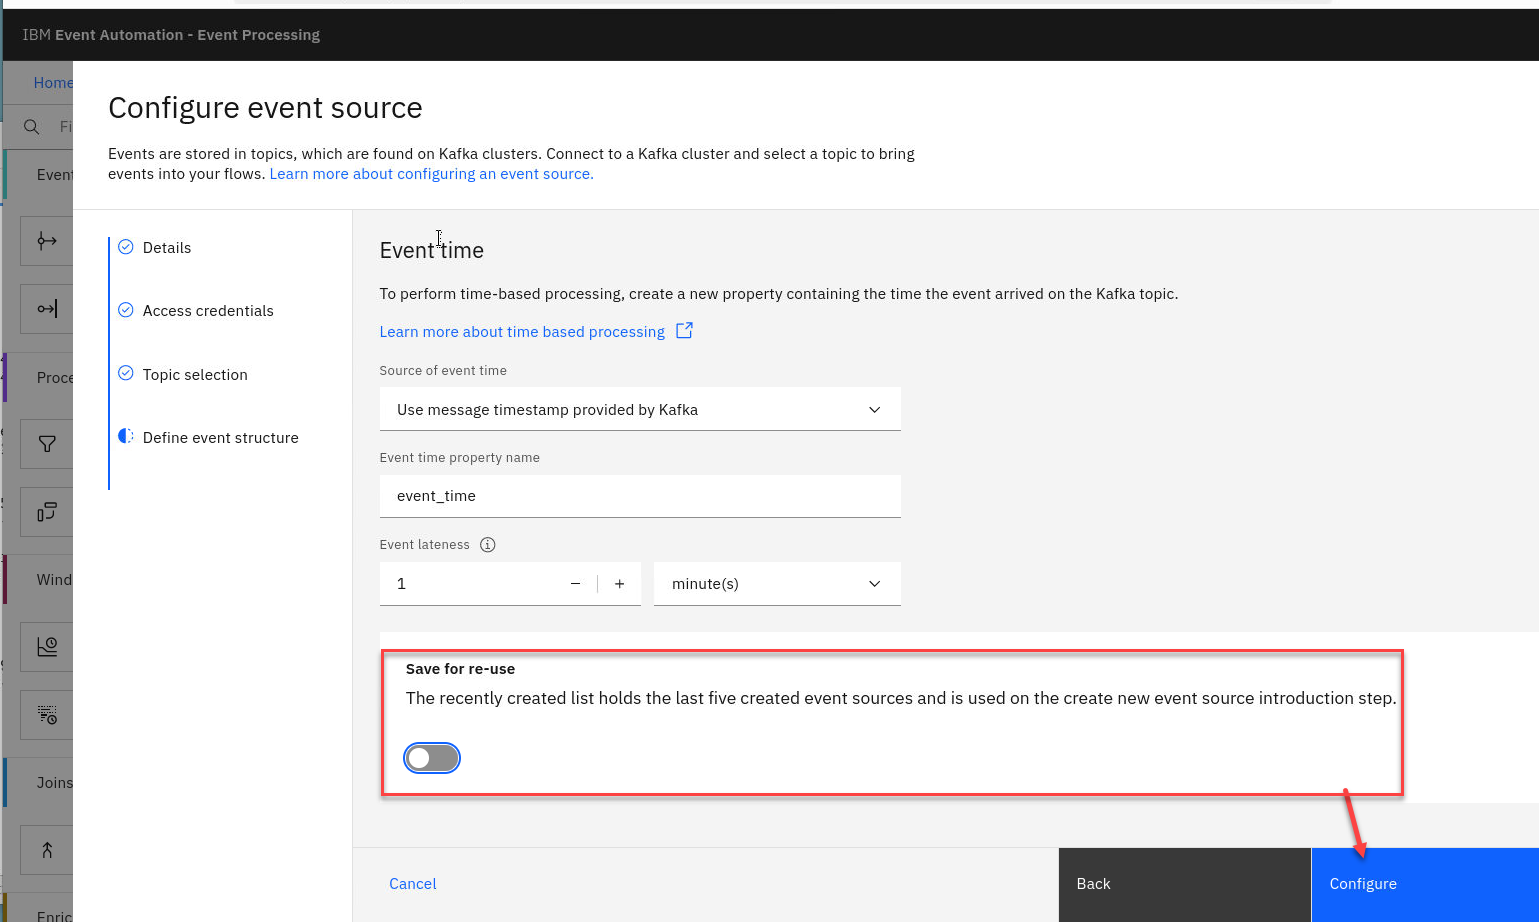 IBM Event Automation - Event Processing
Home
Configure event source
Events are stored in topics, which are found on Kafka clusters. Connect to a Kafka cluster and select a topic to bring
events into your flows. Learn more about configuring an event source.
Fi
Event
Proce
Wind
Joins
Enric
Details
Access credentials
Topic selection
Define event structure
Event time
To perform time-based processing, create a new property containing the time the event arrived on the Kafka topic.
Learn more about time based processing
Source of event time
Use message timestamp provided by Kafka
Event time property name
event_time
Event lateness
1
minute(s)
Save for re-use
The recently created list holds the last five created event sources and is used on the create new event source introduction step.
Cancel
Back
Configure